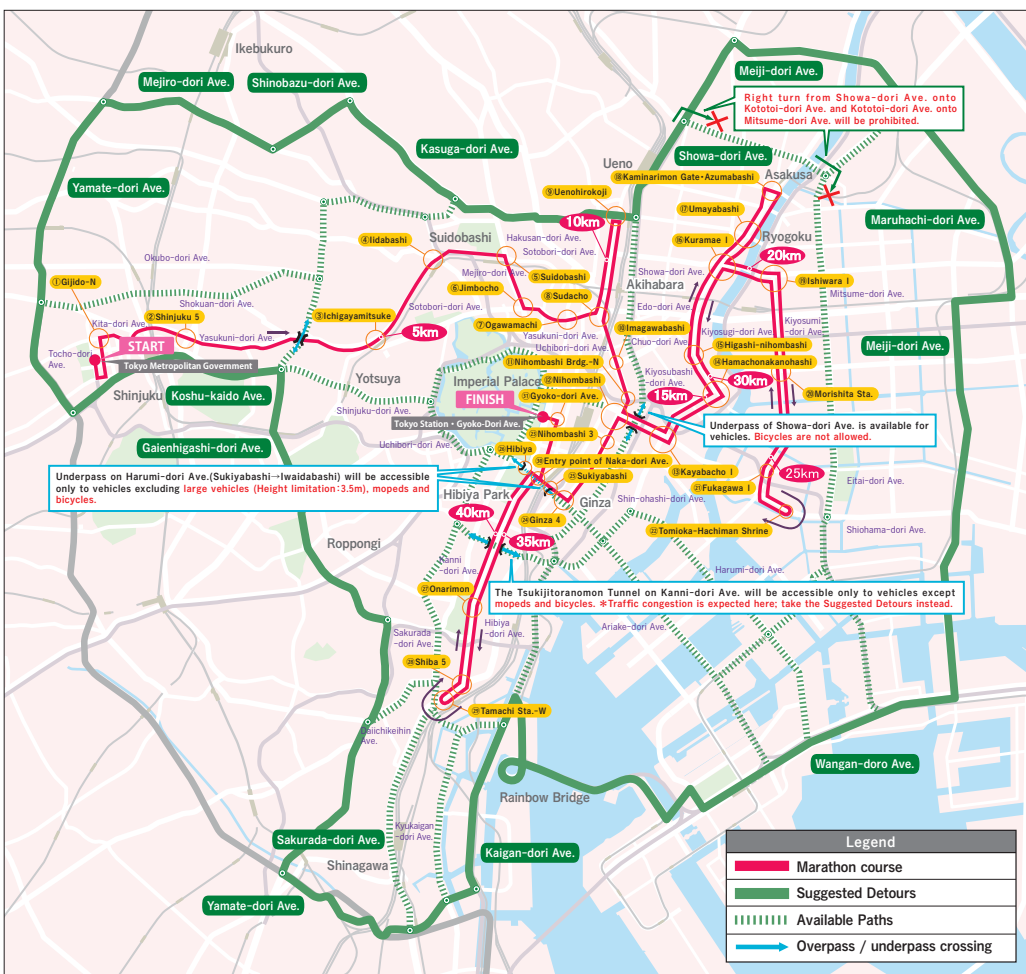 Ikebukuro
Mejiro-dori Ave.
Shinobazu-dori Ave.
Meiji-dori Ave.
Right turn from Showa-dori Ave. onto
Kototoi-dori Ave. and Kototoi-dori Ave. onto
Mitsume-dori Ave. will be prohibited.
Kasuga-dori Ave.
Ueno
Showa-dori Ave.
Asakusa
⑱Kaminarimon Gate・Azumabashi
Yamate-dori Ave.
⑨Uenohirokoji
10km
⑰Umayabashi
Maruhachi-dori Ave.
④Iidabashi
Suidobashi
Hakusan-dori Ave.
Sotobori-dori Ave.
⑯Kuramae I
Ryogoku
20km
Okubo-dori Ave.
Mejiro-dori Ave.
⑤Suidobashi
Showa-dori Ave.
①Gijido-N
⑥Jimbocho
Akihabara
⑲Ishiwara I
Mitsume-dori Ave.
Shokuan-dori Ave.
Sotobori-dori Ave.
⑧Sudacho
Edo-dori Ave.
②Shinjuku 5
③Ichigayamitsuke
Kita-dori Ave.
⑦Ogawamachi
⑩Imagawabashi
Kiyosugi-dori Ave.
Kiyosumi
-dori Ave.
START
Yasukuni-dori Ave.
5km
Yasukuni-dori Ave.
Chuo-dori Ave.
⑮Higashi-nihombashi
Meiji-dori Ave.
Tocho-dori
Ave.
Uchibori-dori Ave.
Tokyo Metropolitan Government
⑪Nihombashi Brdg.-N
⑭Hamachonakanohashi
Yotsuya
Imperial Palace
⑫Nihombashi
Kiyosubashi
-dori Ave.
30km
Shinjuku
Koshu-kaido Ave.
FINISH
⑪Gyoko-dori Ave.
15km
⑳Morishita Sta.
Shinjuku-dori Ave.
Tokyo Station・Gyoko-Dori Ave.
Underpass of Showa-dori Ave. is available for
vehicles. Bicycles are not allowed.
㉓Nihombashi 3
Gaienhigashi-dori Ave.
Uchibori-dori Ave.
㉖Hibiya
㉚Entry point of Naka-dori Ave.
⑬Kayabacho I
25km
Underpass on Harumi-dori Ave.(Sukiyabashi→Iwaidabashi) will be accessible
only to vehicles excluding large vehicles (Height limitation:3.5m), mopeds and
bicycles.
㉕Sukiyabashi
㉑Fukagawa I
Eitai-dori Ave.
Hibiya Park
Ginza
Shin-ohashi-dori Ave.
40km
㉔Ginza 4
㉒Tomioka-Hachiman Shrine
Shiohama-dori Ave.
Roppongi
35km
Kanni
-dori Ave.
Harumi-dori Ave.
㉗Onarimon
The Tsukijitoranomon Tunnel on Kanni-dori Ave. will be accessible only to vehicles except
mopeds and bicycles. ＊Traffic congestion is expected here; take the Suggested Detours instead.
Hibiya
-dori Ave.
Sakurada
-dori Ave.
Ariake-dori Ave.
㉘Shiba 5
㉙Tamachi Sta.-W
Daiichikeihin
Ave.
Wangan-doro Ave.
Rainbow Bridge
Kyukaigan
-dori Ave.
Sakurada-dori Ave.
Shinagawa
Kaigan-dori Ave.
Yamate-dori Ave.
Legend
Marathon course
Suggested Detours
Available Paths
Overpass / underpass crossing